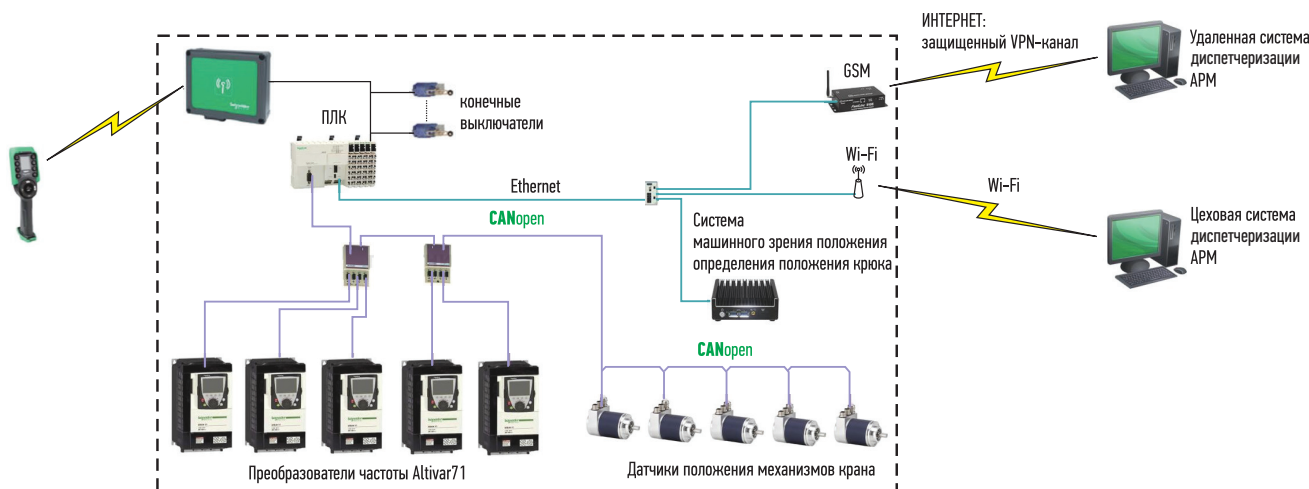 ИНТЕРНЕТ:
защищенный VPN-канал
Удаленная система
диспетчеризации
АРМ
GSM
конечные
выключатели
ПЛК
Wi-Fi
Ethernet
Wi-Fi
CANopen
Система
машинного зрения положения
определения положения крюка
Цеховая система
диспетчеризации
АРМ
CANopen
Преобразователи частоты Altivar71
Датчики положения механизмов крана